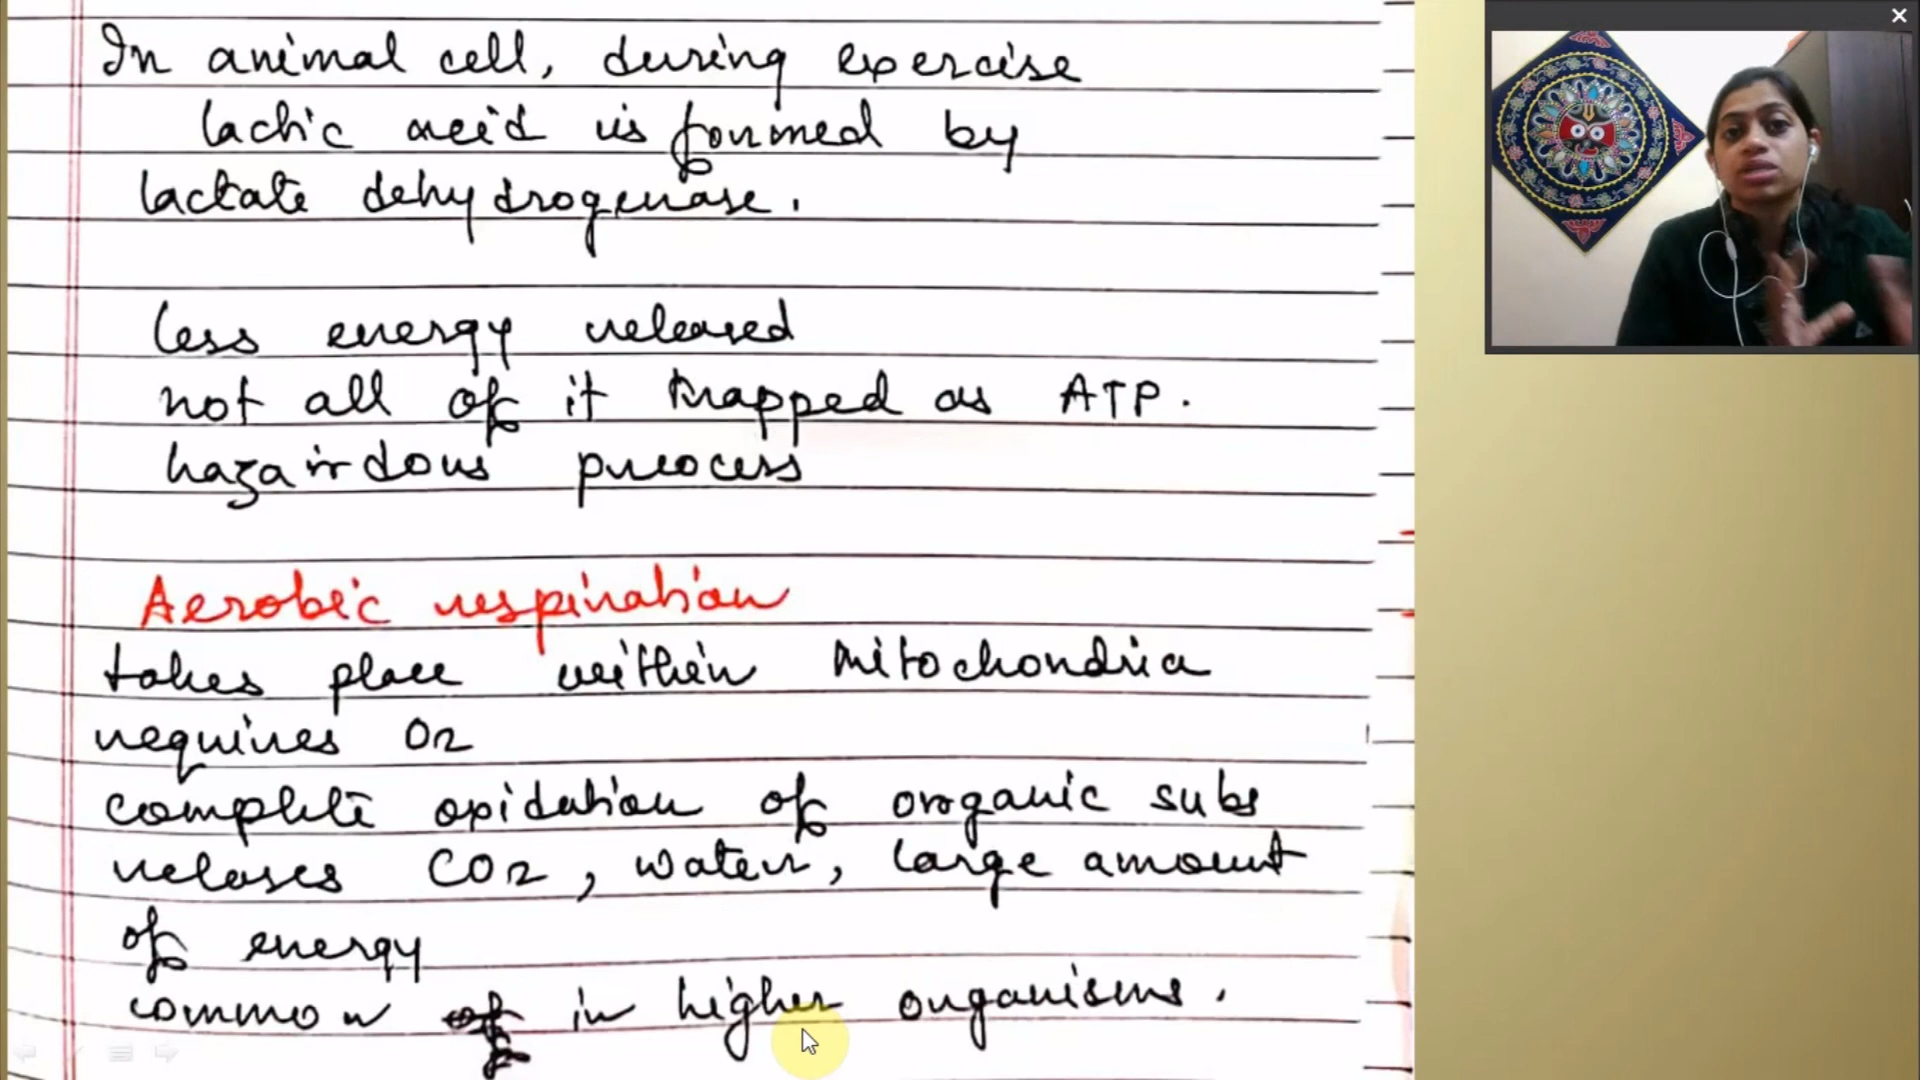 In animal cell, during exercise
lactic acid is formed by
lactate dehydrogenase.
less energy released
not all of it trapped as ATP.
hazardous process
Aerobic respiration
takes place within Mitochondria
requires O2
complete oxidation of organic subs
releses CO2, water, large amount
of energy
common of in higher organisms.